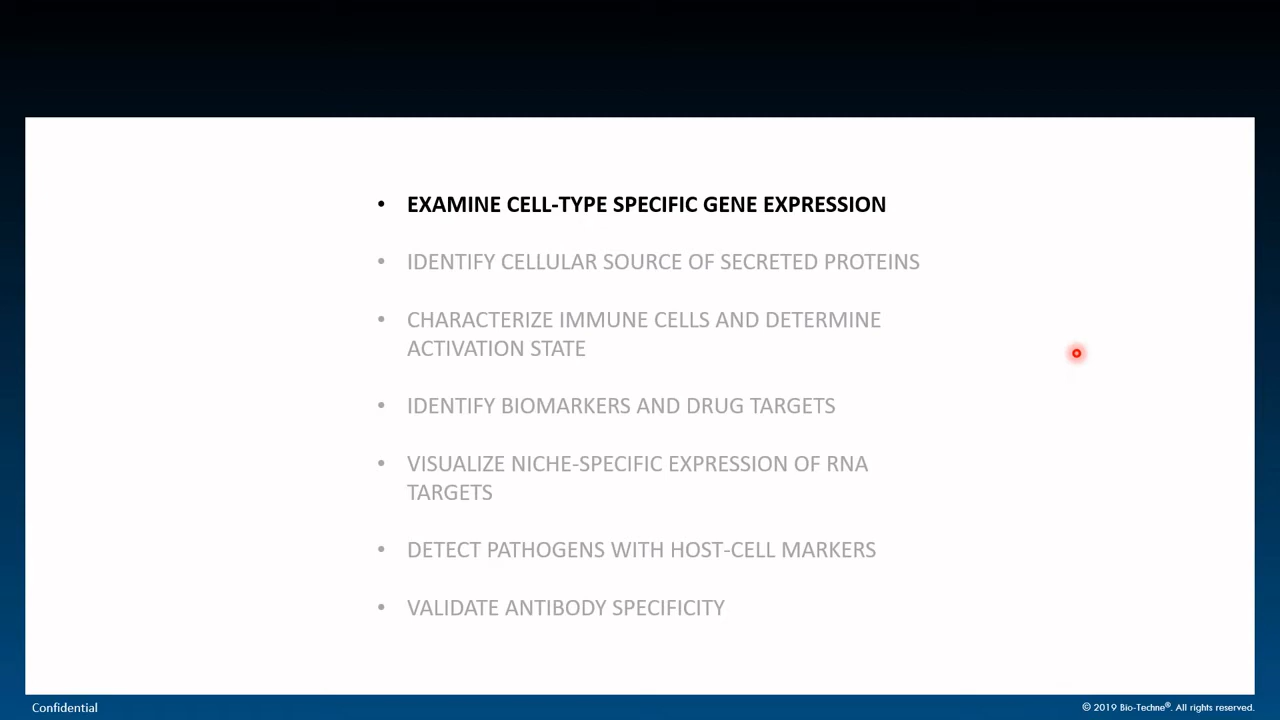 • EXAMINE CELL-TYPE SPECIFIC GENE EXPRESSION
• IDENTIFY CELLULAR SOURCE OF SECRETED PROTEINS
• CHARACTERIZE IMMUNE CELLS AND DETERMINE
ACTIVATION STATE
• IDENTIFY BIOMARKERS AND DRUG TARGETS
• VISUALIZE NICHE-SPECIFIC EXPRESSION OF RNA
TARGETS
• DETECT PATHOGENS WITH HOST-CELL MARKERS
• VALIDATE ANTIBODY SPECIFICITY
Confidential
© 2019 Bio-Techne®. All rights reserved.